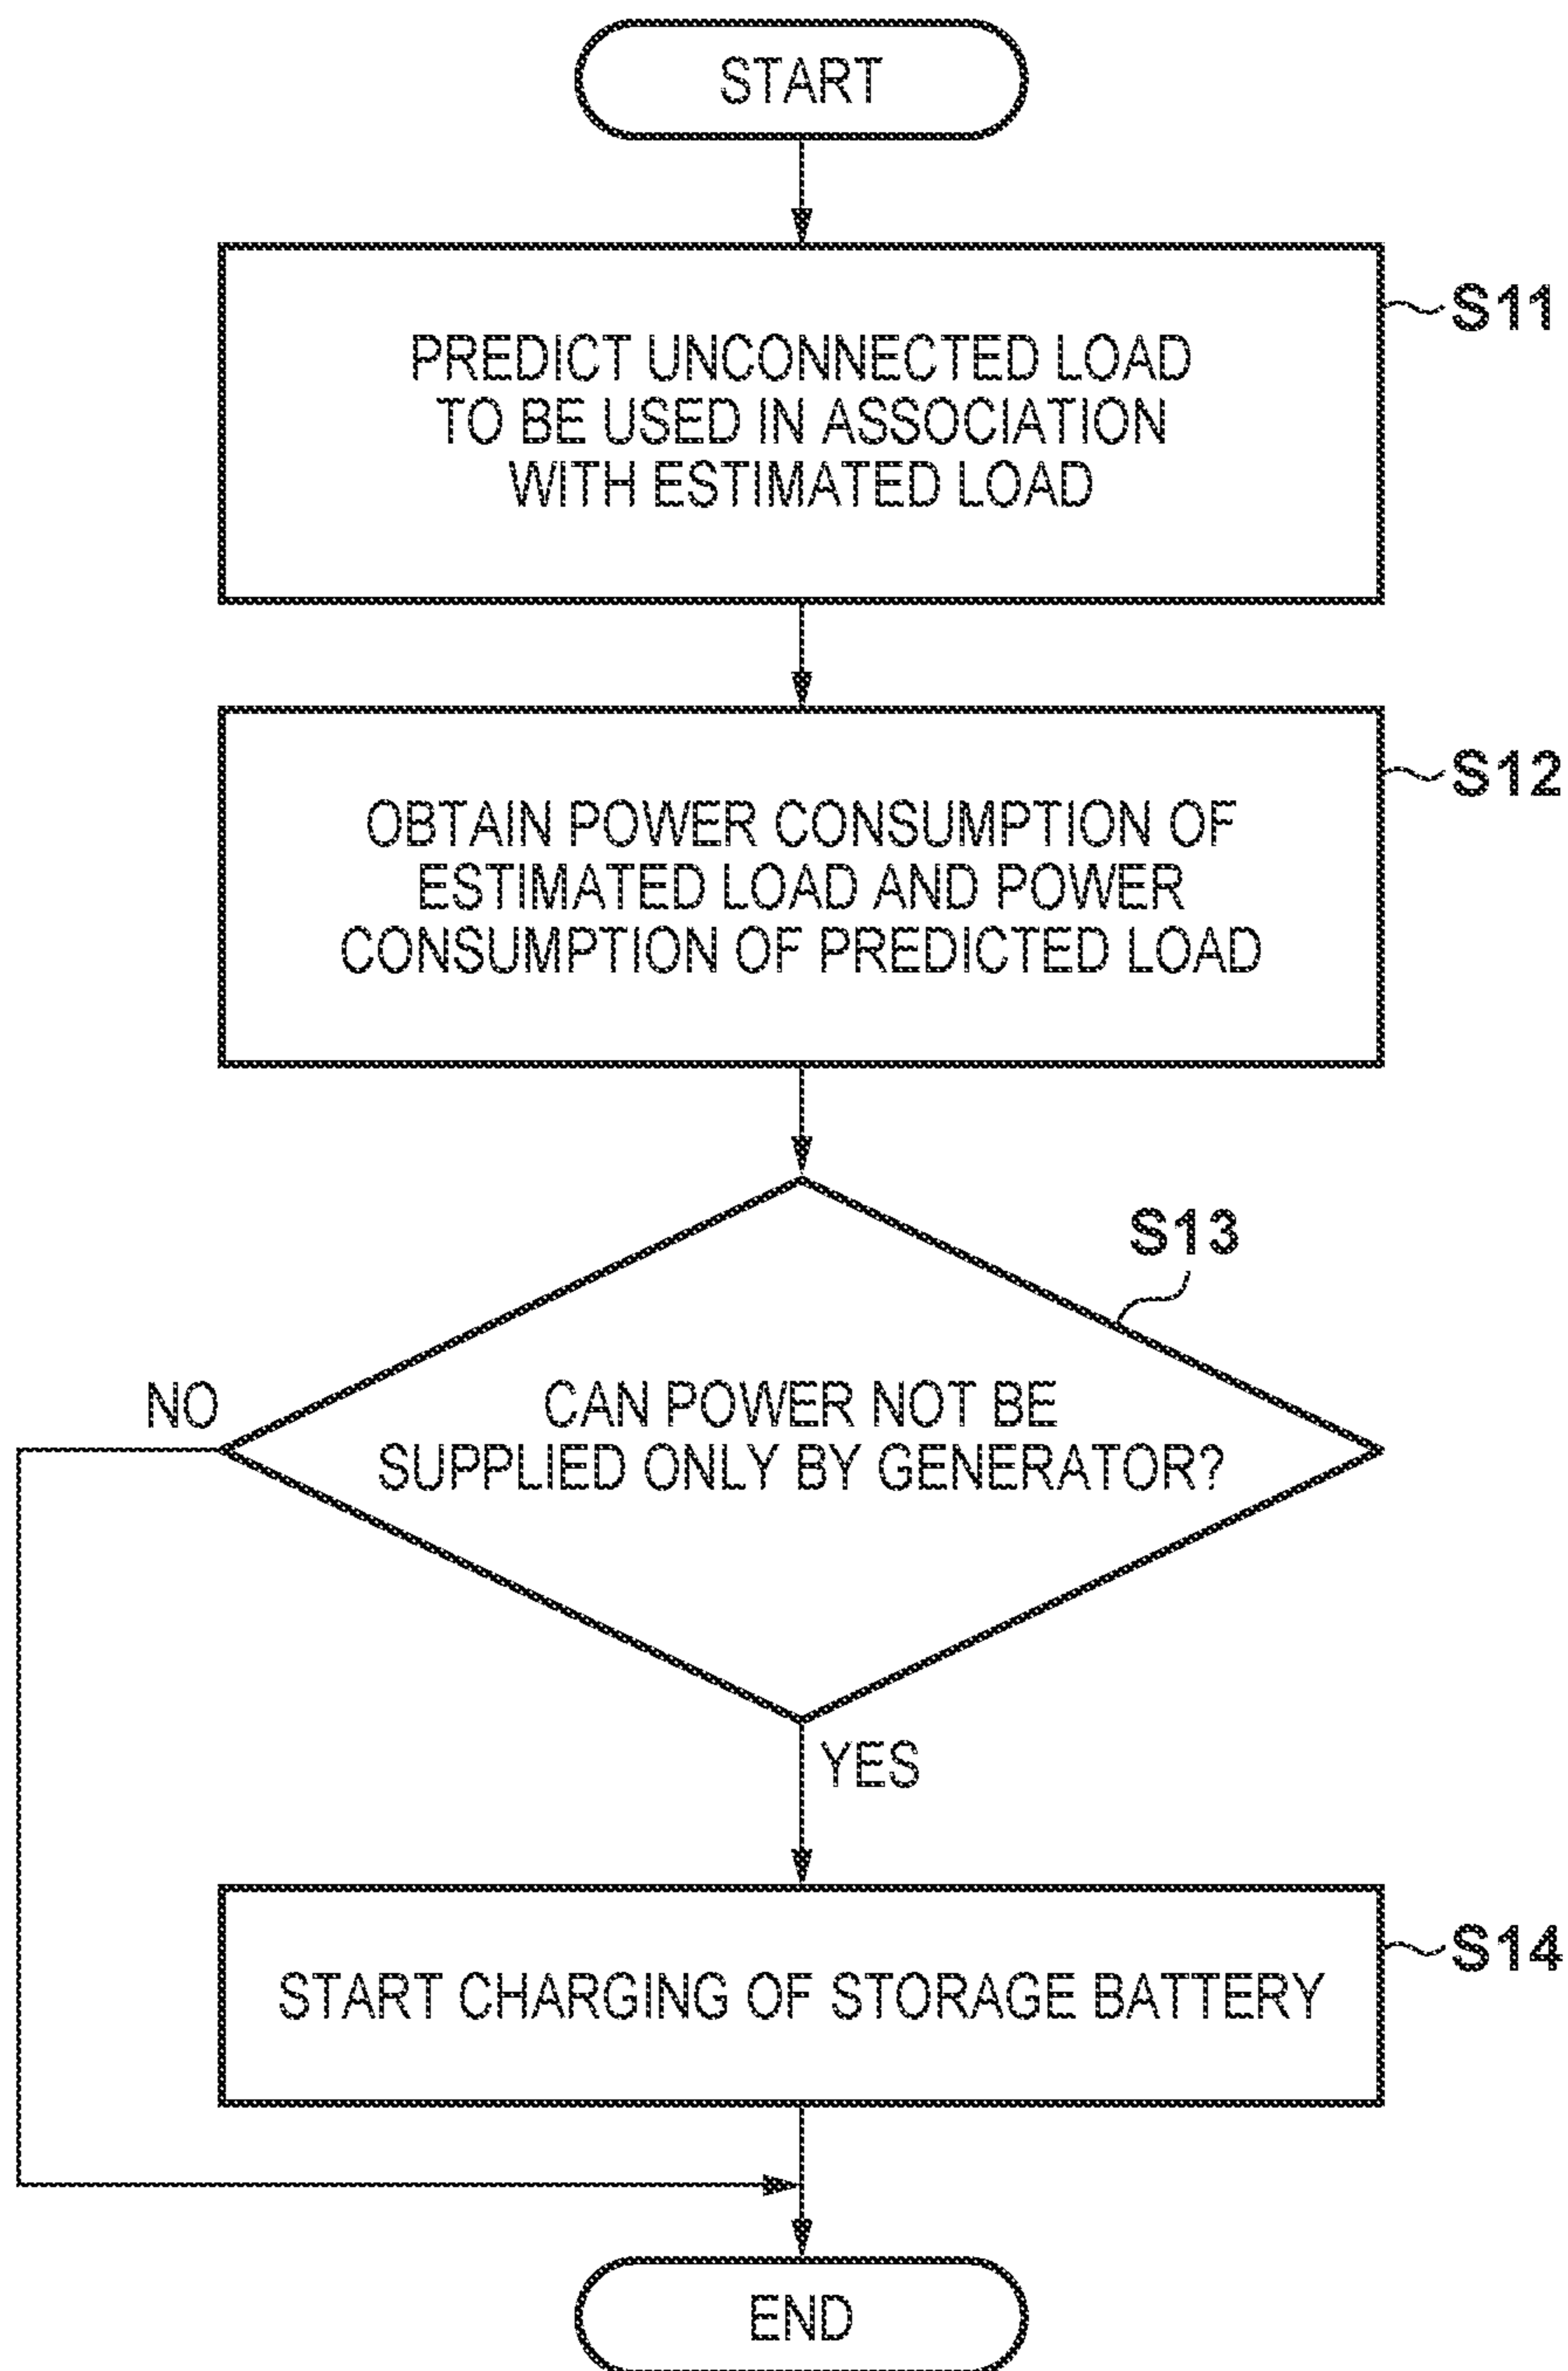 START
PREDICT UNCONNECTED LOAD
TO BE USED IN ASSOCIATION
WITH ESTIMATED LOAD
S11
OBTAIN POWER CONSUMPTION OF
ESTIMATED LOAD AND POWER
CONSUMPTION OF PREDICTED LOAD
S12
S13
CAN POWER NOT BE
SUPPLIED ONLY BY GENERATOR?
NO
YES
START CHARGING OF STORAGE BATTERY
S14
END